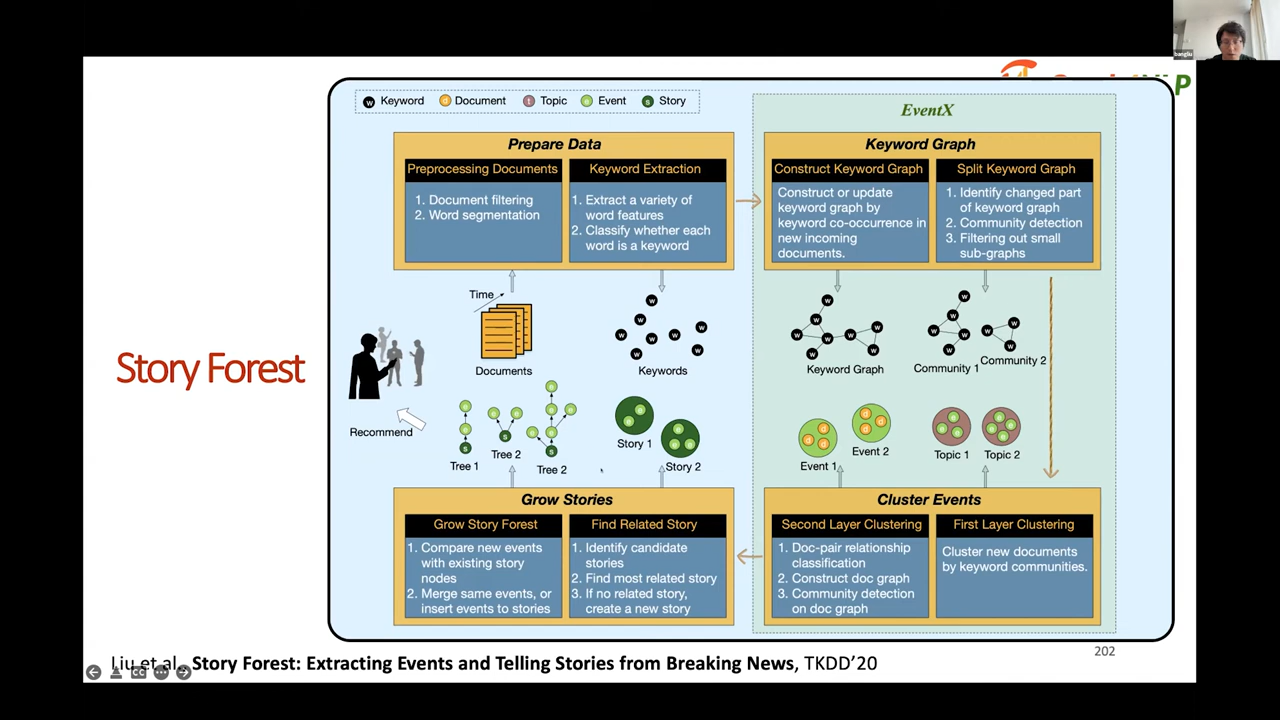 bangliu
Story Forest
Keyword
Document
Topic
Event
Story
EventX
Prepare Data
Preprocessing Documents
1. Document filtering
2. Word segmentation
Keyword Extraction
1. Extract a variety of
word features
2. Classify whether each
word is a keyword
Keyword Graph
Construct Keyword Graph
Construct or update
keyword graph by
keyword co-occurrence in
new incoming
documents.
Split Keyword Graph
1. Identify changed part
of keyword graph
2. Community detection
3. Filtering out small
sub-graphs
Time
Documents
Keywords
Keyword Graph
Community 1
Community 2
Recommend
Tree 1
Tree 2
Tree 2
Story 1
Story 2
Event 1
Event 2
Topic 1
Topic 2
Grow Stories
Grow Story Forest
1. Compare new events
with existing story
nodes
2. Merge same events, or
insert events to stories
Find Related Story
1. Identify candidate
stories
2. Find most related story
3. If no related story,
create a new story
Cluster Events
Second Layer Clustering
1. Doc-pair relationship
classification
2. Construct doc graph
3. Community detection
on doc graph
First Layer Clustering
Cluster new documents
by keyword communities.
202
Liu et al., Story Forest: Extracting Events and Telling Stories from Breaking News, TKDD'20